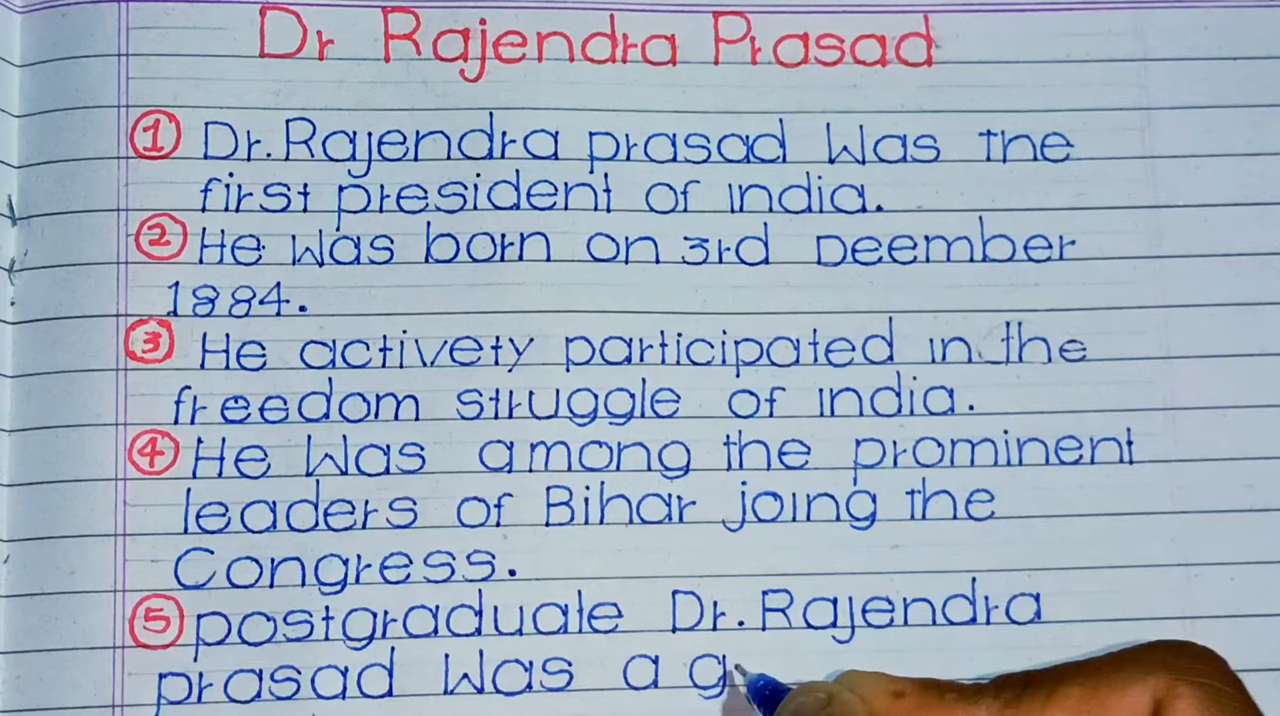 Dr Rajendra Prasad
① Dr. Rajendra prasad Was the
first president of india.
② He Was born on 3rd Deember
1884.
③ He activety participated in the
freedom struggle of india.
④ He Was among the prominent
leaders of Bihar joing the
Congress.
⑤ postgraduale Dr. Rajendra
prasad Was a g